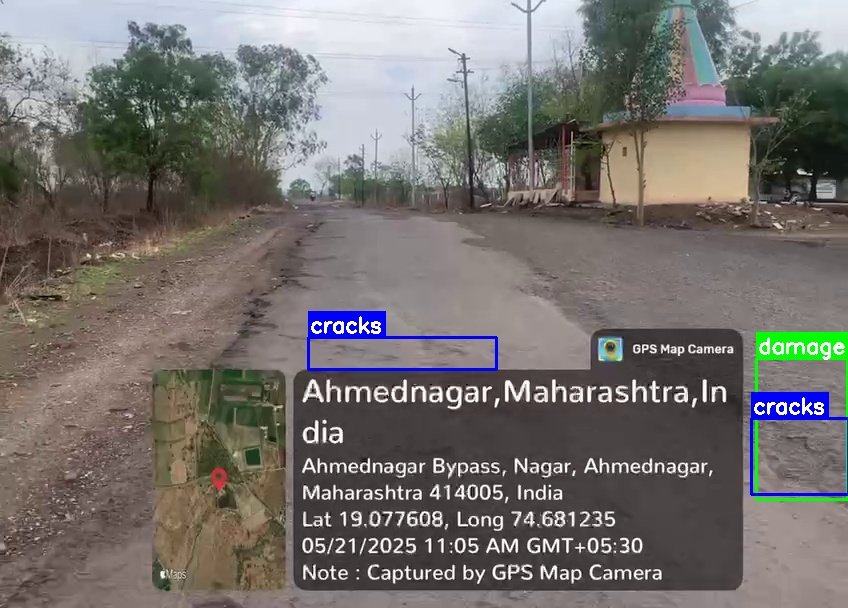 cracks
GPS Map Camera
damage
cracks
Ahmednagar,Maharashtra,In
dia
Ahmednagar Bypass, Nagar, Ahmednagar,
Maharashtra 414005, India
Lat 19.077608, Long 74.681235
05/21/2025 11:05 AM GMT+05:30
Note : Captured by GPS Map Camera
Maps